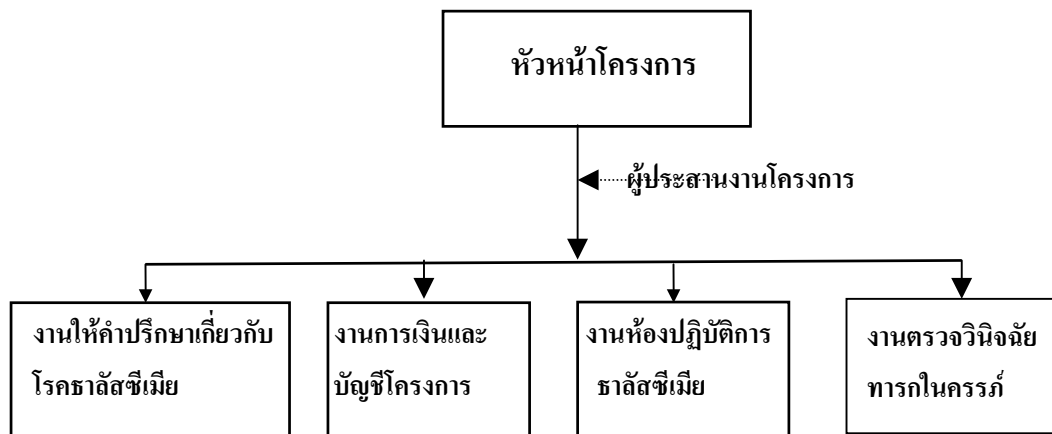 หัวหน้าโครงการ
ผู้ประสานงานโครงการ
งานให้คำปรึกษาเกี่ยวกับ
โรคธาลัสซีเมีย
งานการเงินและ
บัญชีโครงการ
งานห้องปฏิบัติการ
ธาลัสซีเมีย
งานตรวจวินิจฉัย
ทารกในครรภ์